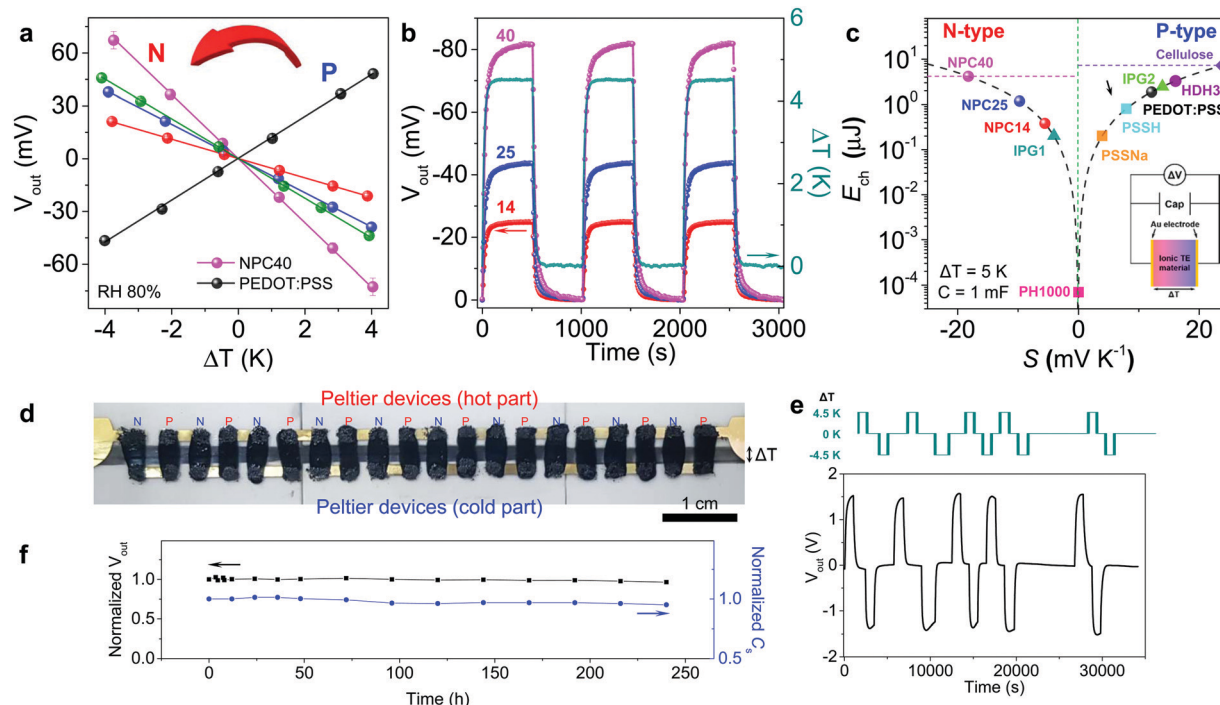 a
N
P
V_out (mV)
60
30
0
-30
-60
NPC40
PEDOT:PSS
RH 80%
-4 -2 0 2 4
ΔT (K)
b
V_out (mV)
-80
-60
-40
-20
0
40
25
14
6
4
2
0
ΔT (K)
0 1000 2000 3000
Time (s)
c
N-type P-type
E_ch (µJ)
10^1
10^0
10^-1
10^-2
10^-3
10^-4
NPC40
NPC25
NPC14
IPG1
Cellulose
IPG2
HDH3
PEDOT:PSS
PSSH
PSSNa
PH1000
ΔT = 5 K
C = 1 mF
ΔV
Cap
Au electrode
Ionic TE
material
ΔT
-20 0 20
S (mV K^-1)
d
Peltier devices (hot part)
N P N P N P N P N P N P N P N P N P N P
ΔT
Peltier devices (cold part)
1 cm
e
ΔT
4.5 K
0 K
-4.5 K
V_out (V)
2
1
0
-1
-2
0 10000 20000 30000
Time (s)
f
Normalized V_out
1.0
0.5
0.0
Normalized C_s
1.0
0.5
0 50 100 150 200 250
Time (h)